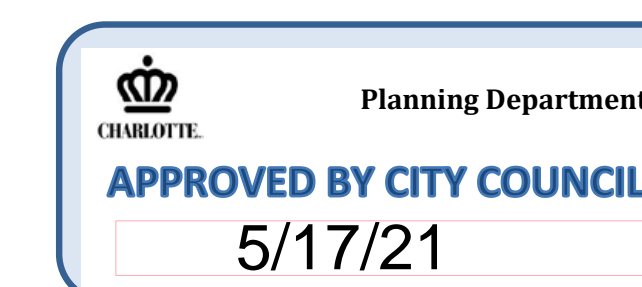 CHARLOTTE.
Planning Department
APPROVED BY CITY COUNCIL
5/17/21